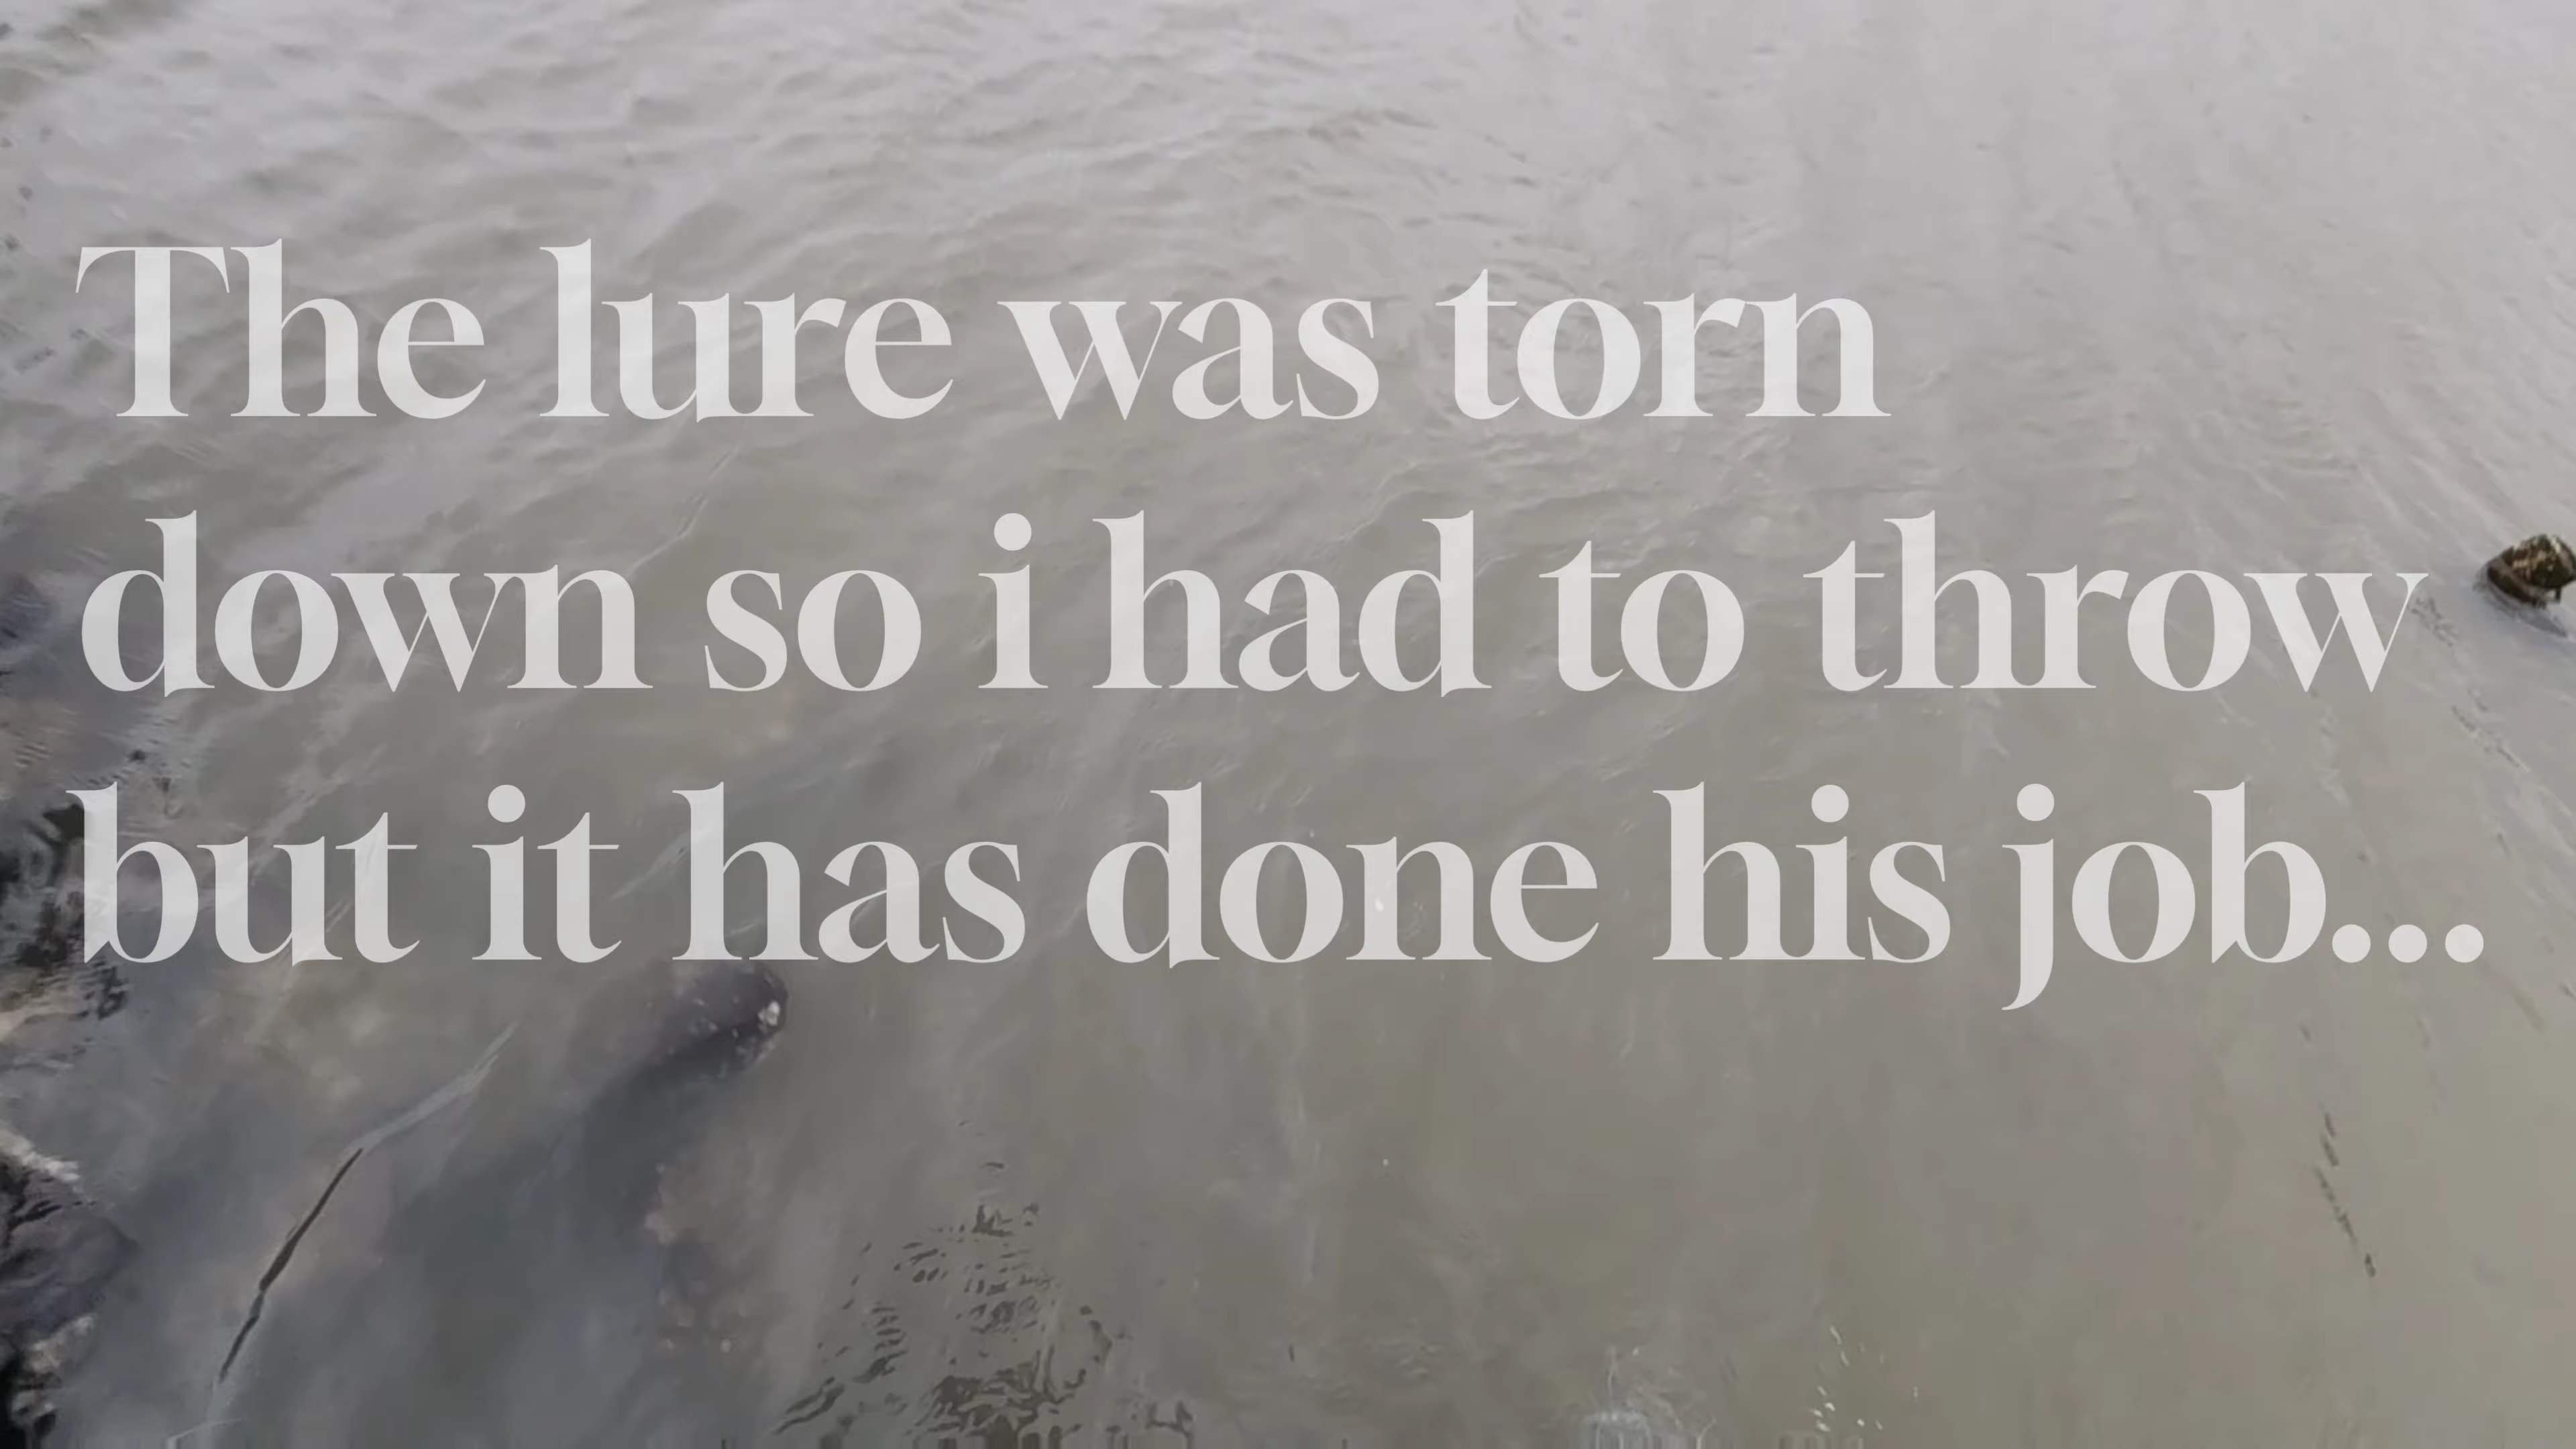 The lure was torn
down so i had to throw
but it has done his job...